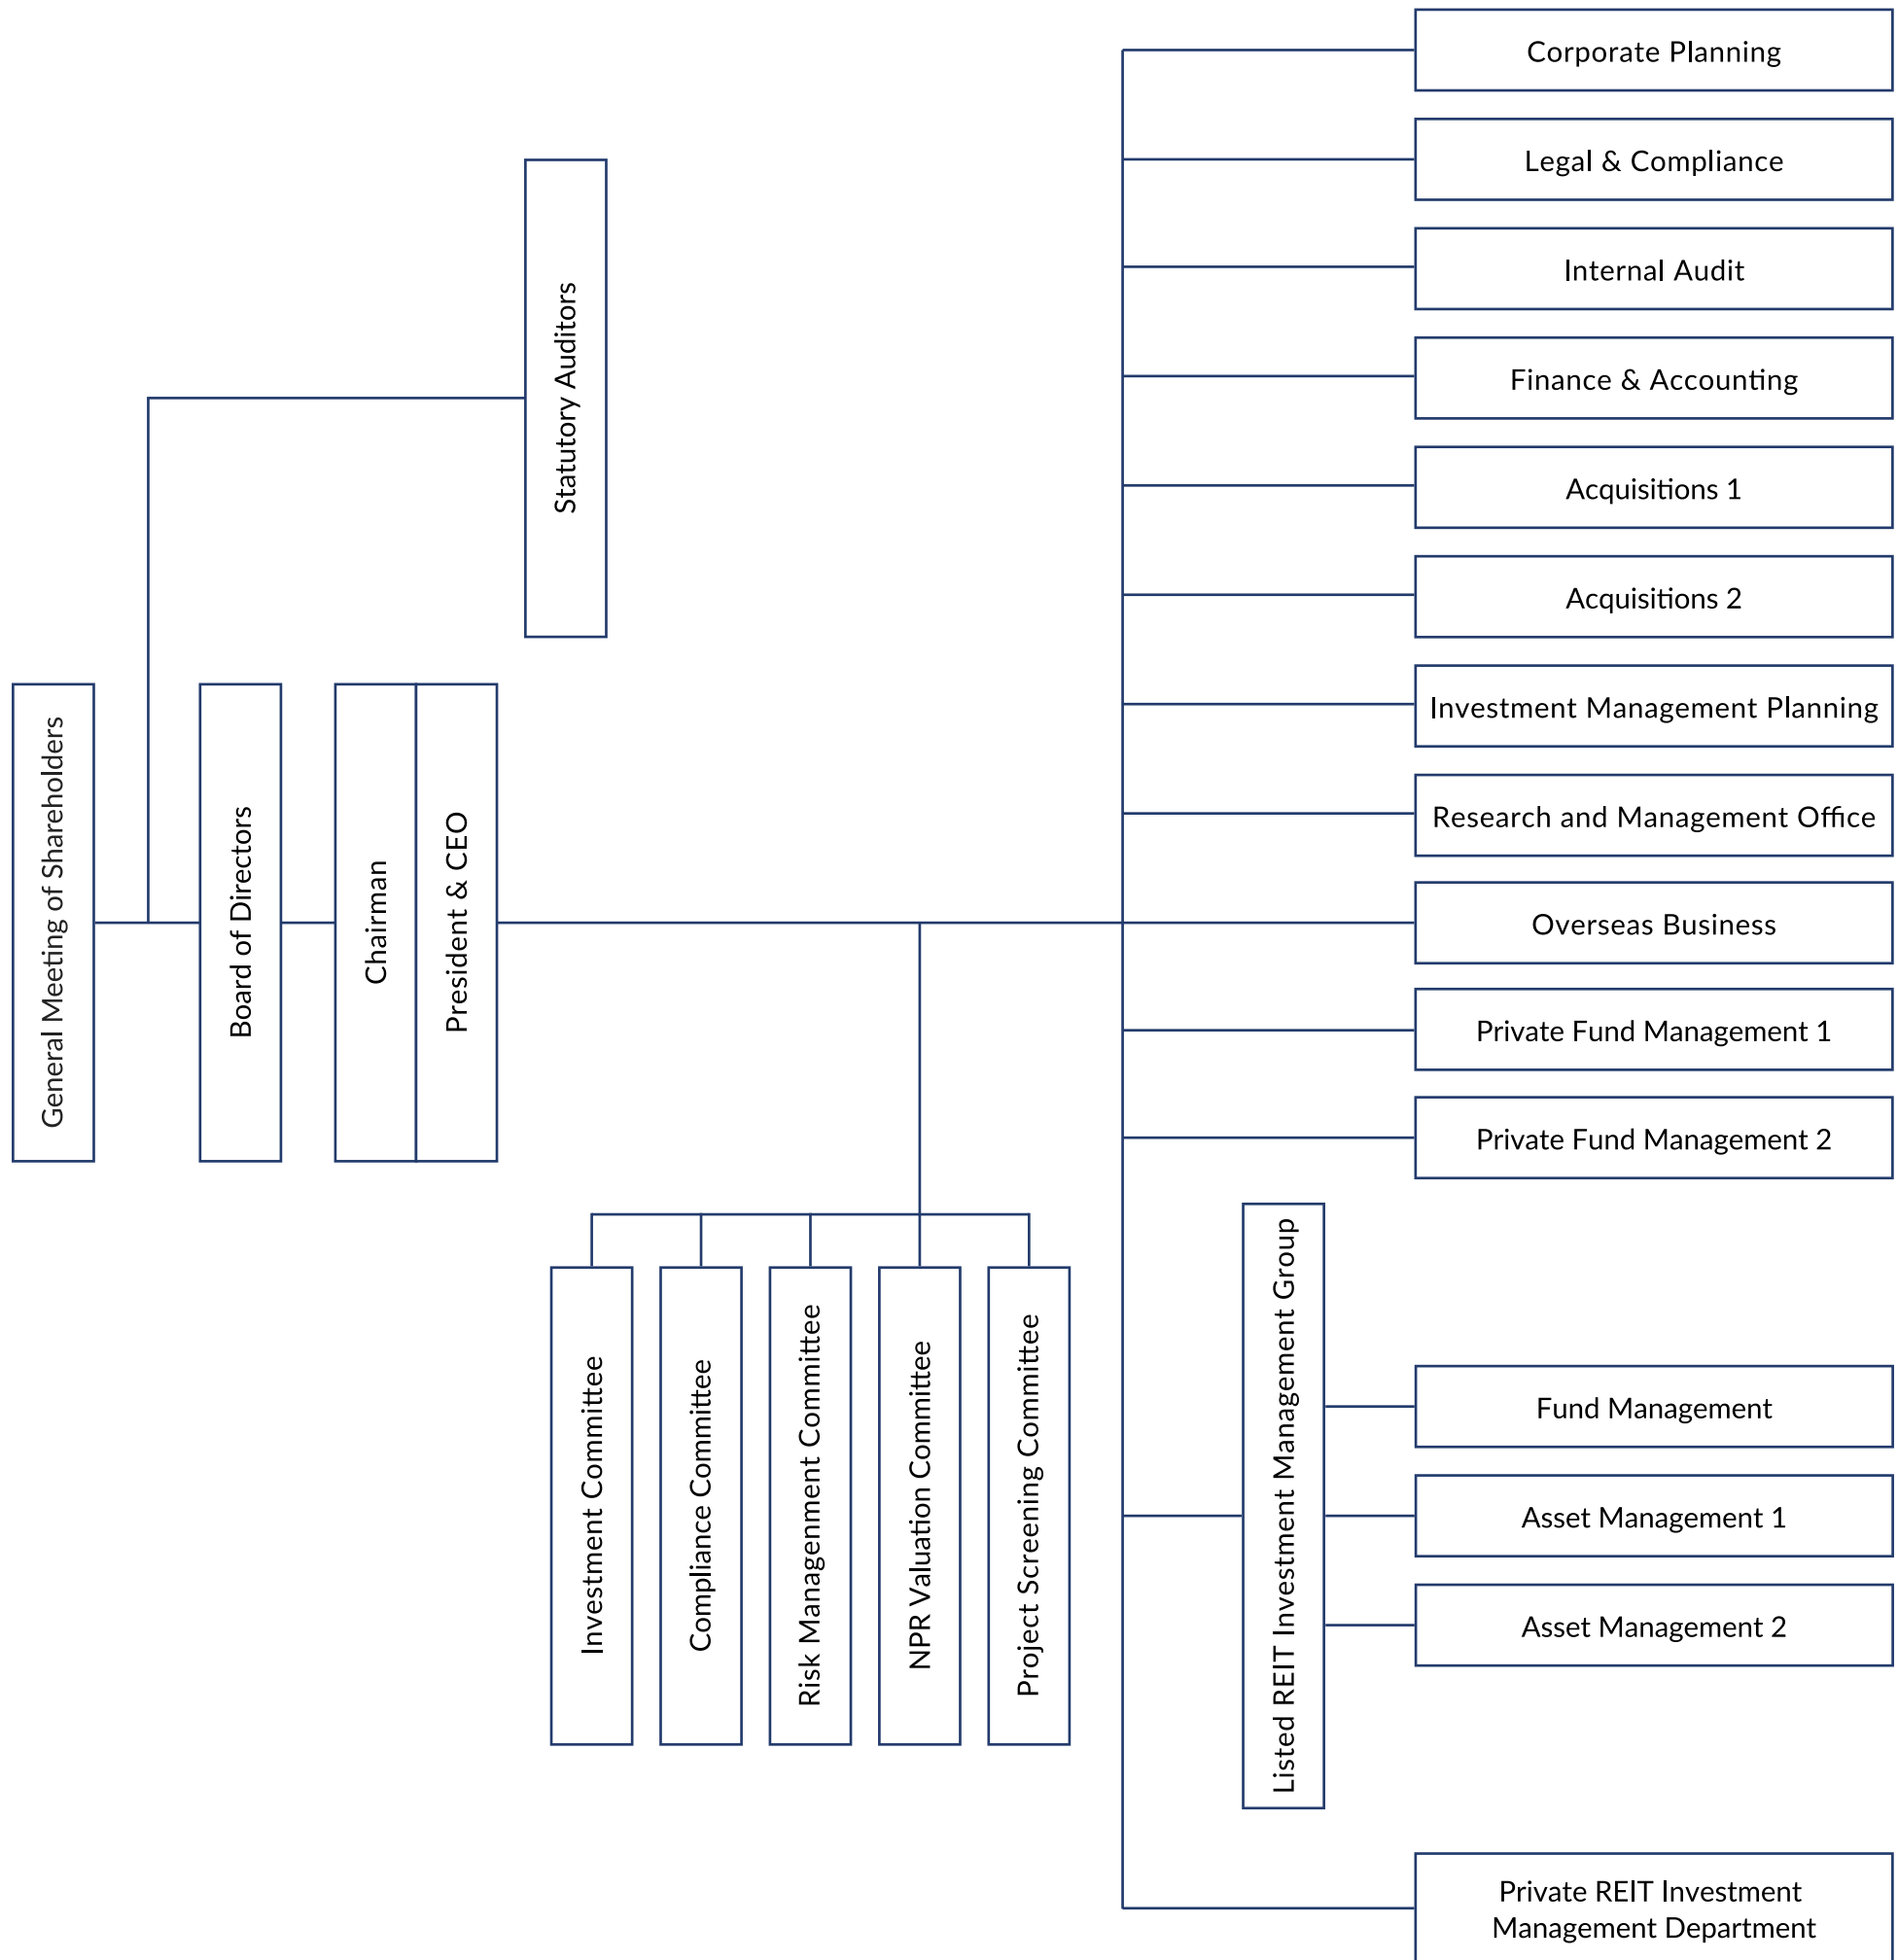 Corporate Planning
Legal & Compliance
Internal Audit
Finance & Accounting
Acquisitions 1
Acquisitions 2
Investment Management Planning
Research and Management Office
Overseas Business
Private Fund Management 1
Private Fund Management 2
Statutory Auditors
General Meeting of Shareholders
Board of Directors
Chairman
President & CEO
Investment Committee
Compliance Committee
Risk Managenment Committee
NPR Valuation Committee
Project Screening Committee
Listed REIT Investment Management Group
Fund Management
Asset Management 1
Asset Management 2
Private REIT Investment
Management Department